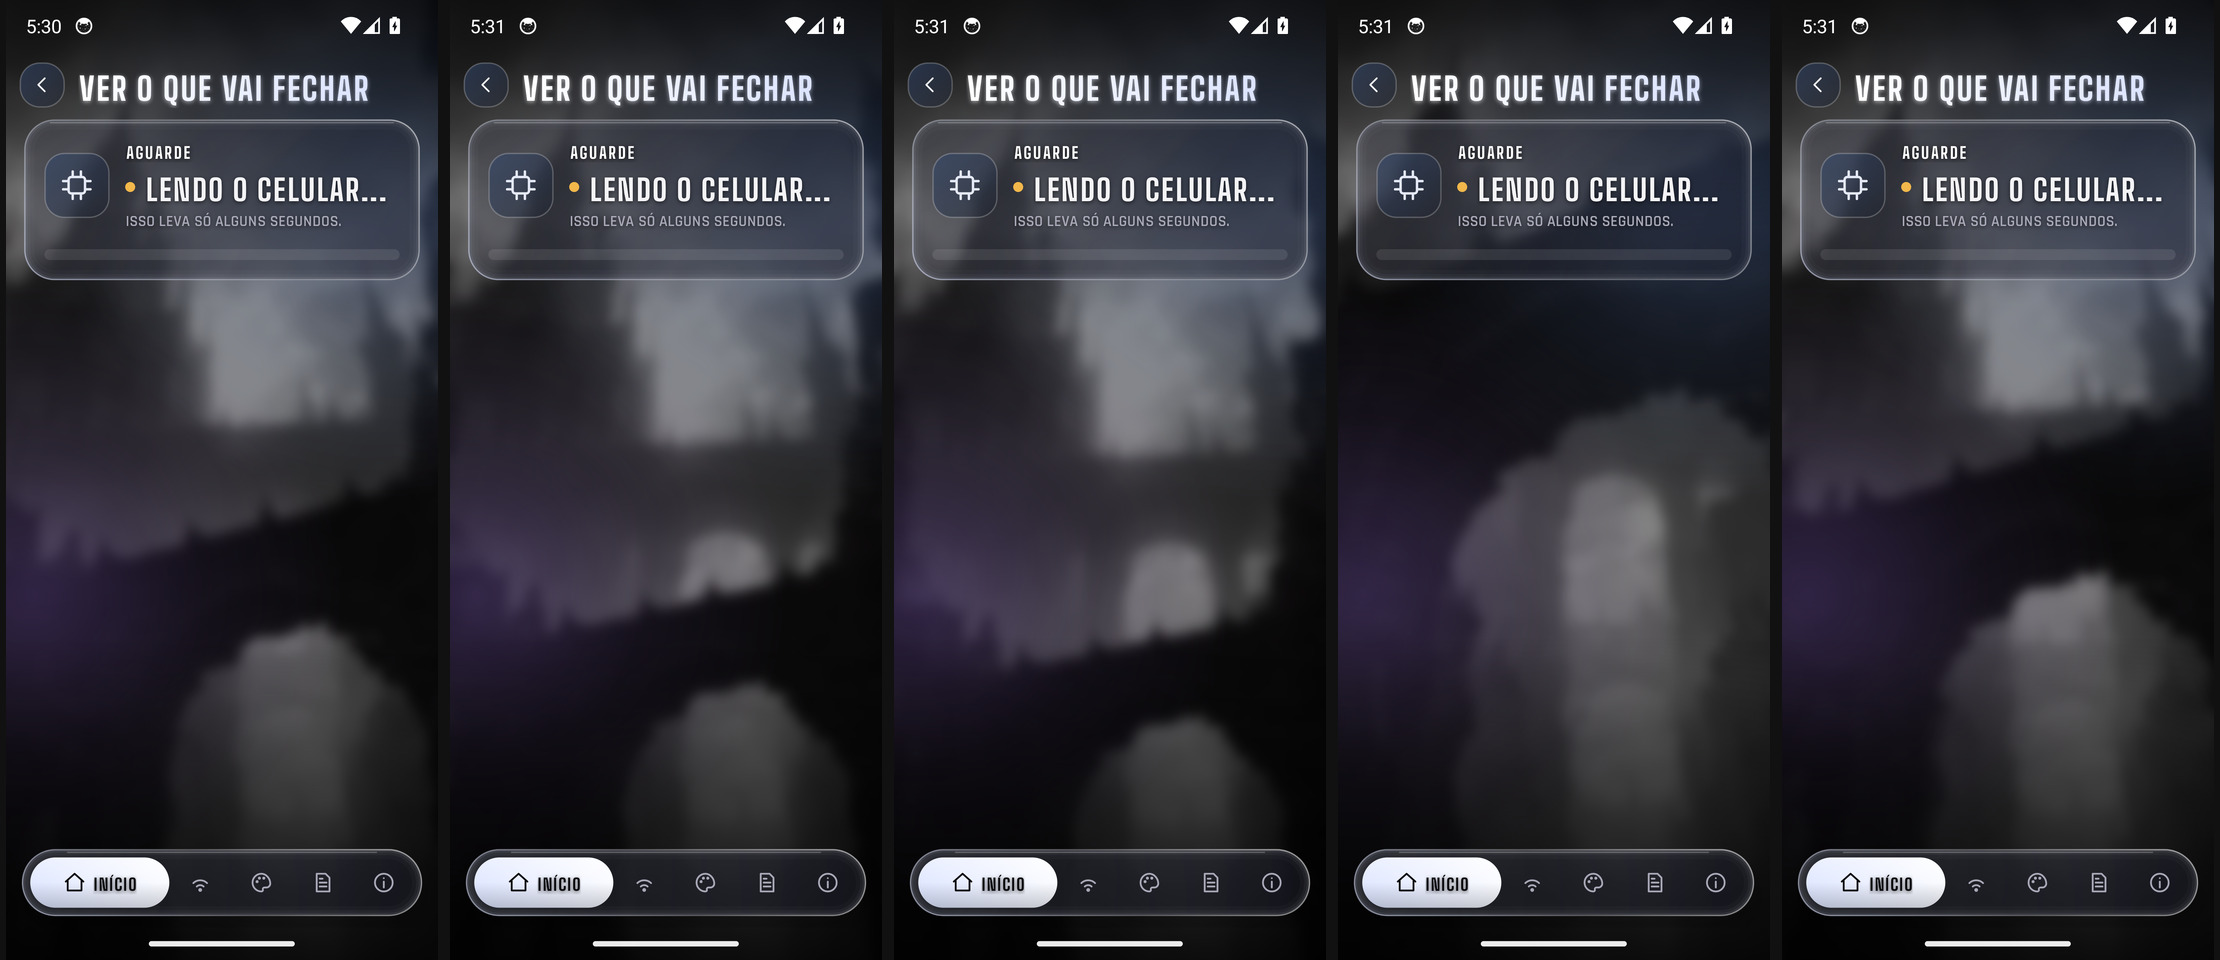 5:30
VER O QUE VAI FECHAR
AGUARDE
LENDO O CELULAR...
ISSO LEVA SÓ ALGUNS SEGUNDOS.
INÍCIO
5:31
VER O QUE VAI FECHAR
AGUARDE
LENDO O CELULAR...
ISSO LEVA SÓ ALGUNS SEGUNDOS.
INÍCIO
5:31
VER O QUE VAI FECHAR
AGUARDE
LENDO O CELULAR...
ISSO LEVA SÓ ALGUNS SEGUNDOS.
INÍCIO
5:31
VER O QUE VAI FECHAR
AGUARDE
LENDO O CELULAR...
ISSO LEVA SÓ ALGUNS SEGUNDOS.
INÍCIO
5:31
VER O QUE VAI FECHAR
AGUARDE
LENDO O CELULAR...
ISSO LEVA SÓ ALGUNS SEGUNDOS.
INÍCIO